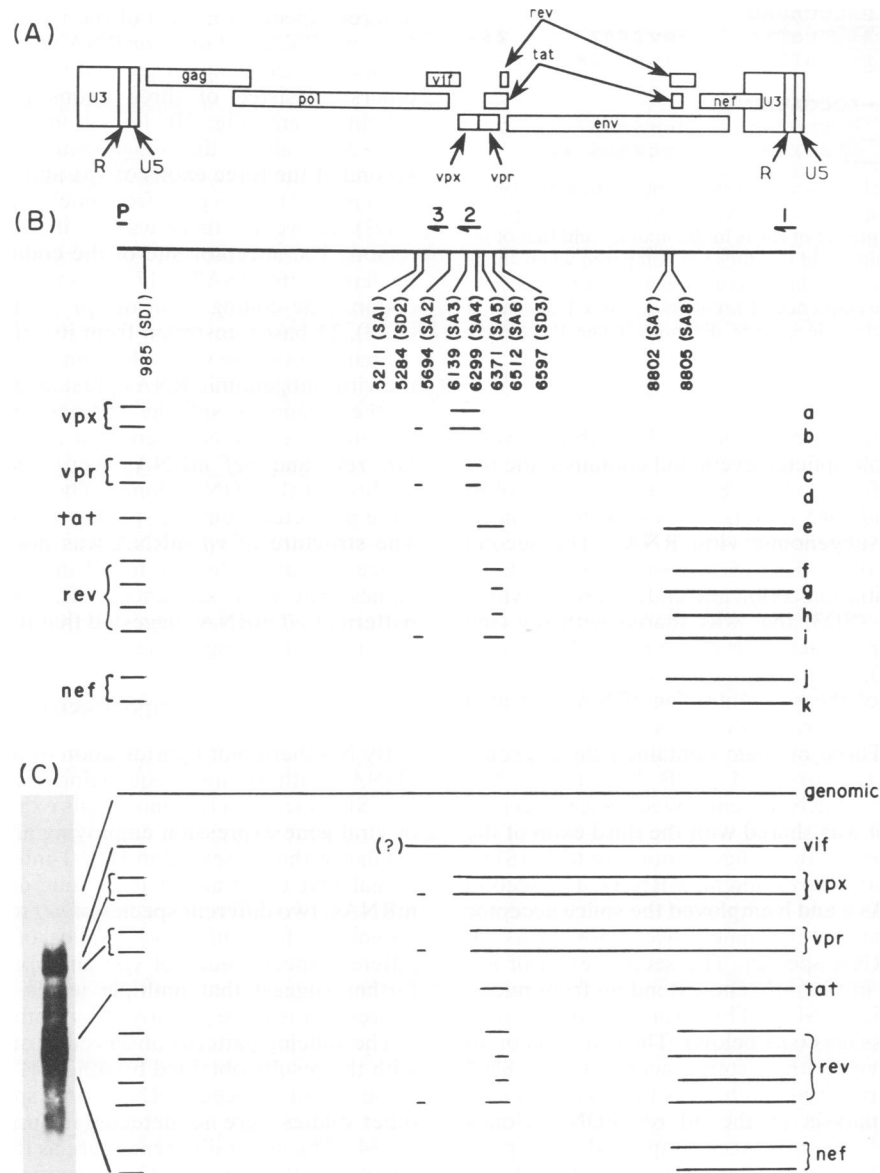 (A)
rev
tat
gag
vif
U3
pol
nef
U3
env
R
U5
vpx
vpr
R
U5
(B)
P
3
2
1
985 (SD1)
5211 (SA1)
5284 (SD2)
5694 (SA2)
6139 (SA3)
6299 (SA4)
6371 (SA5)
6512 (SA6)
6597 (SD3)
8802 (SA7)
8805 (SA8)
vpx
a
b
vpr
c
d
tat
e
rev
f
g
h
i
nef
j
k
(C)
genomic
(?)
vif
vpx
vpr
tat
rev
nef